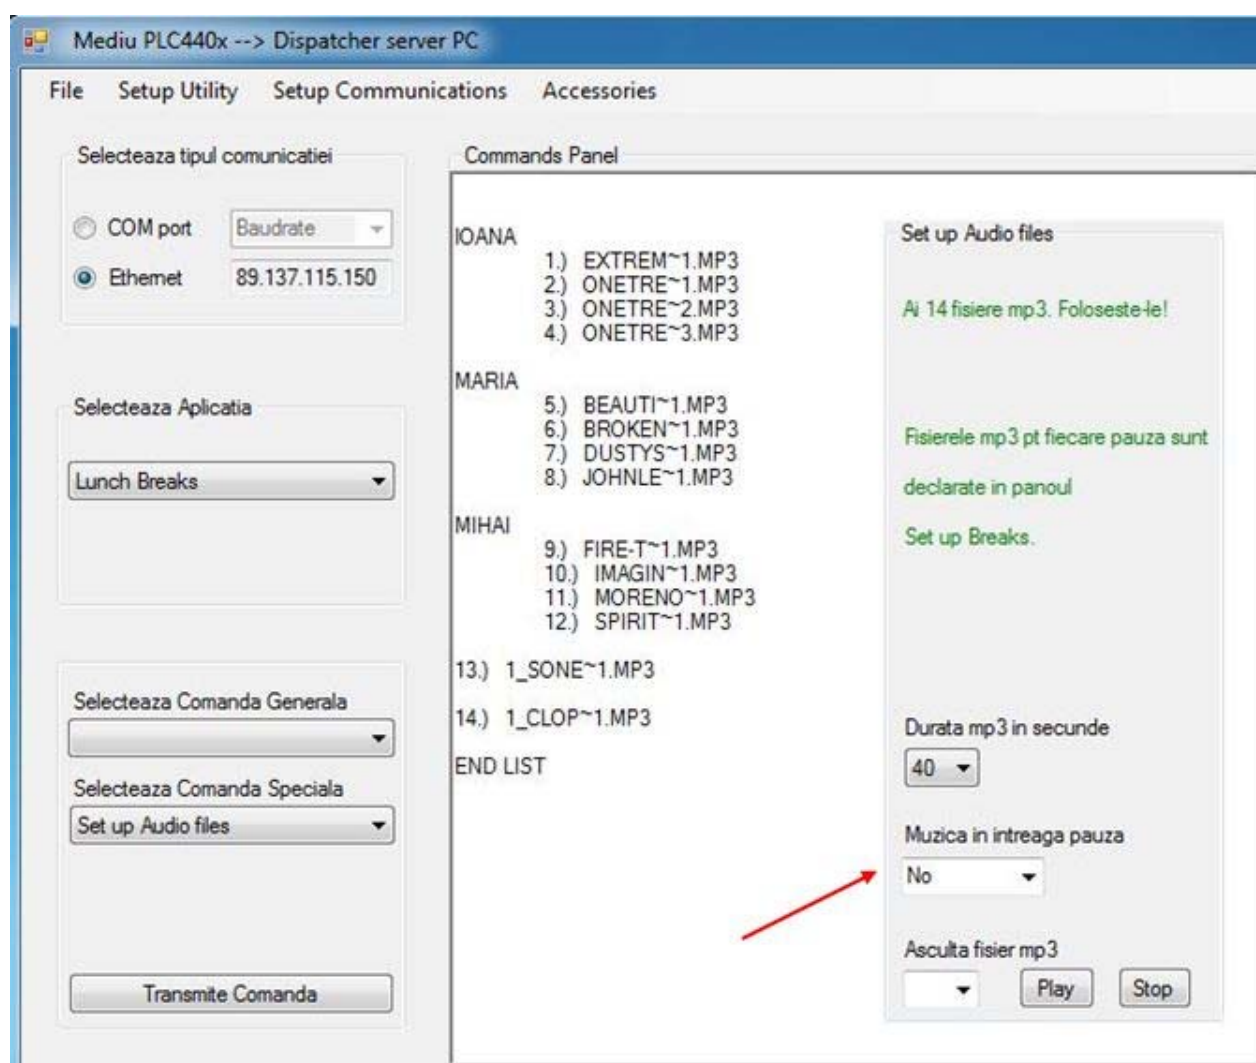 Mediu PLC440x --> Dispatcher server PC
File Setup Utility Setup Communications Accessories
Selecteaza tipul comunicatiei
COM port Baudrate
Ethernet 89.137.115.150
Selecteaza Aplicatia
Lunch Breaks
Selecteaza Comanda Generala
Selecteaza Comanda Speciala
Set up Audio files
Transmite Comanda
Commands Panel
IOANA
1.) EXTREM~1.MP3
2.) ONETRE~1.MP3
3.) ONETRE~2.MP3
4.) ONETRE~3.MP3
MARIA
5.) BEAUTI~1.MP3
6.) BROKEN~1.MP3
7.) DUSTYS~1.MP3
8.) JOHNLE~1.MP3
MIHAI
9.) FIRE-T~1.MP3
10.) IMAGIN~1.MP3
11.) MORENO~1.MP3
12.) SPIRIT~1.MP3
13.) 1_SONE~1.MP3
14.) 1_CLOP~1.MP3
END LIST
Set up Audio files
Ai 14 fisiere mp3. Foloseste-le!
Fisierele mp3 pt fiecare pauza sunt
declarate in panoul
Set up Breaks.
Durata mp3 in secunde
40
Muzica in intreaga pauza
No
Asculta fisier mp3
Play Stop